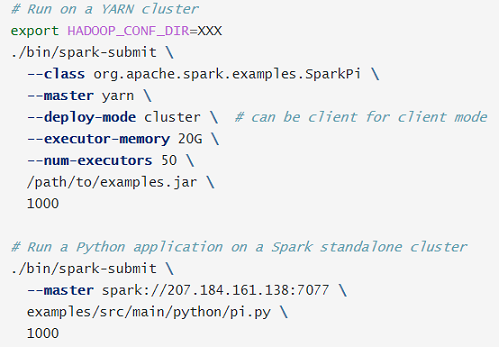 # Run on a YARN cluster
export HADOOP_CONF_DIR=XXX
./bin/spark-submit \
  --class org.apache.spark.examples.SparkPi \
  --master yarn \
  --deploy-mode cluster \  # can be client for client mode
  --executor-memory 20G \
  --num-executors 50 \
  /path/to/examples.jar \
  1000

# Run a Python application on a Spark standalone cluster
./bin/spark-submit \
  --master spark://207.184.161.138:7077 \
  examples/src/main/python/pi.py \
  1000